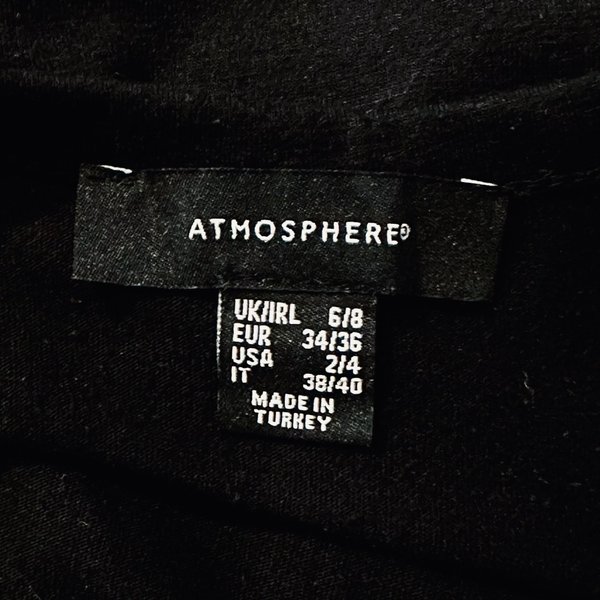 ATMOSPHERE®
UK/IRL 6/8
EUR 34/36
USA 2/4
IT 38/40
MADE IN
TURKEY